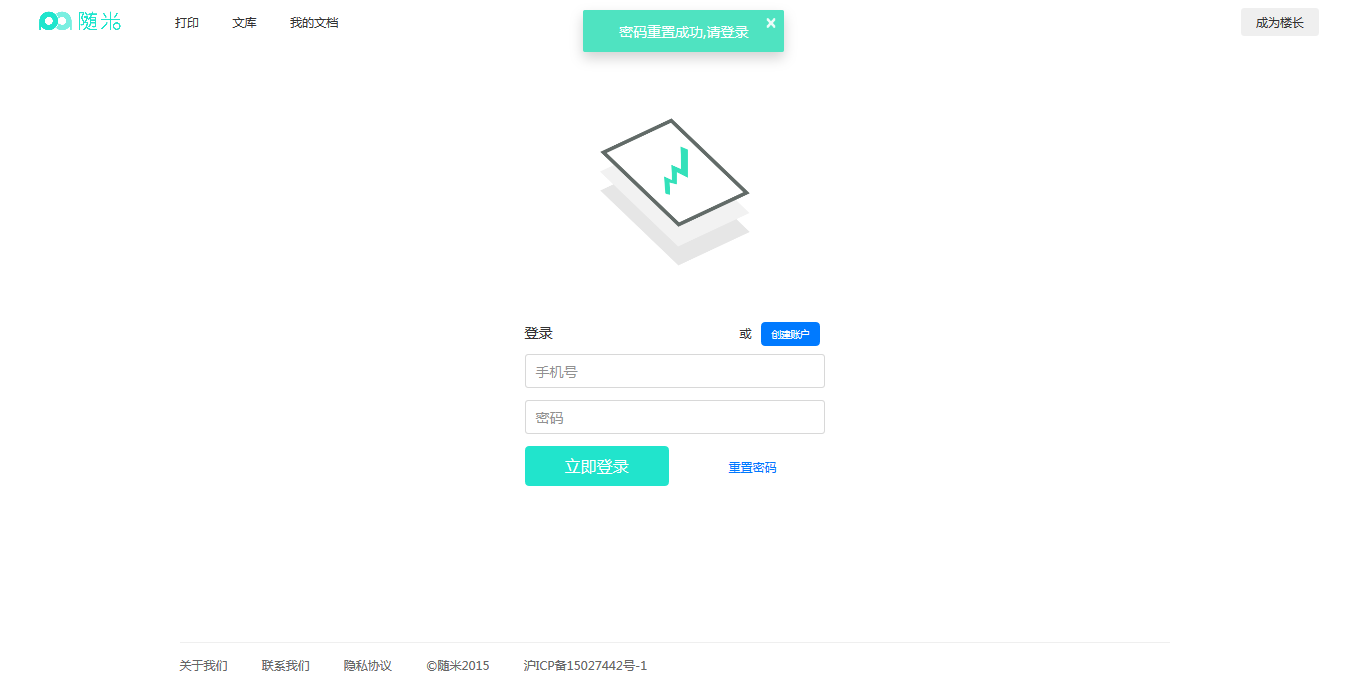 随米
打印 文库 我的文档
密码重置成功,请登录 ×
成为楼长
登录 或 创建账户
手机号
密码
立即登录 重置密码
关于我们 联系我们 隐私协议 ©随米2015 沪ICP备15027442号-1